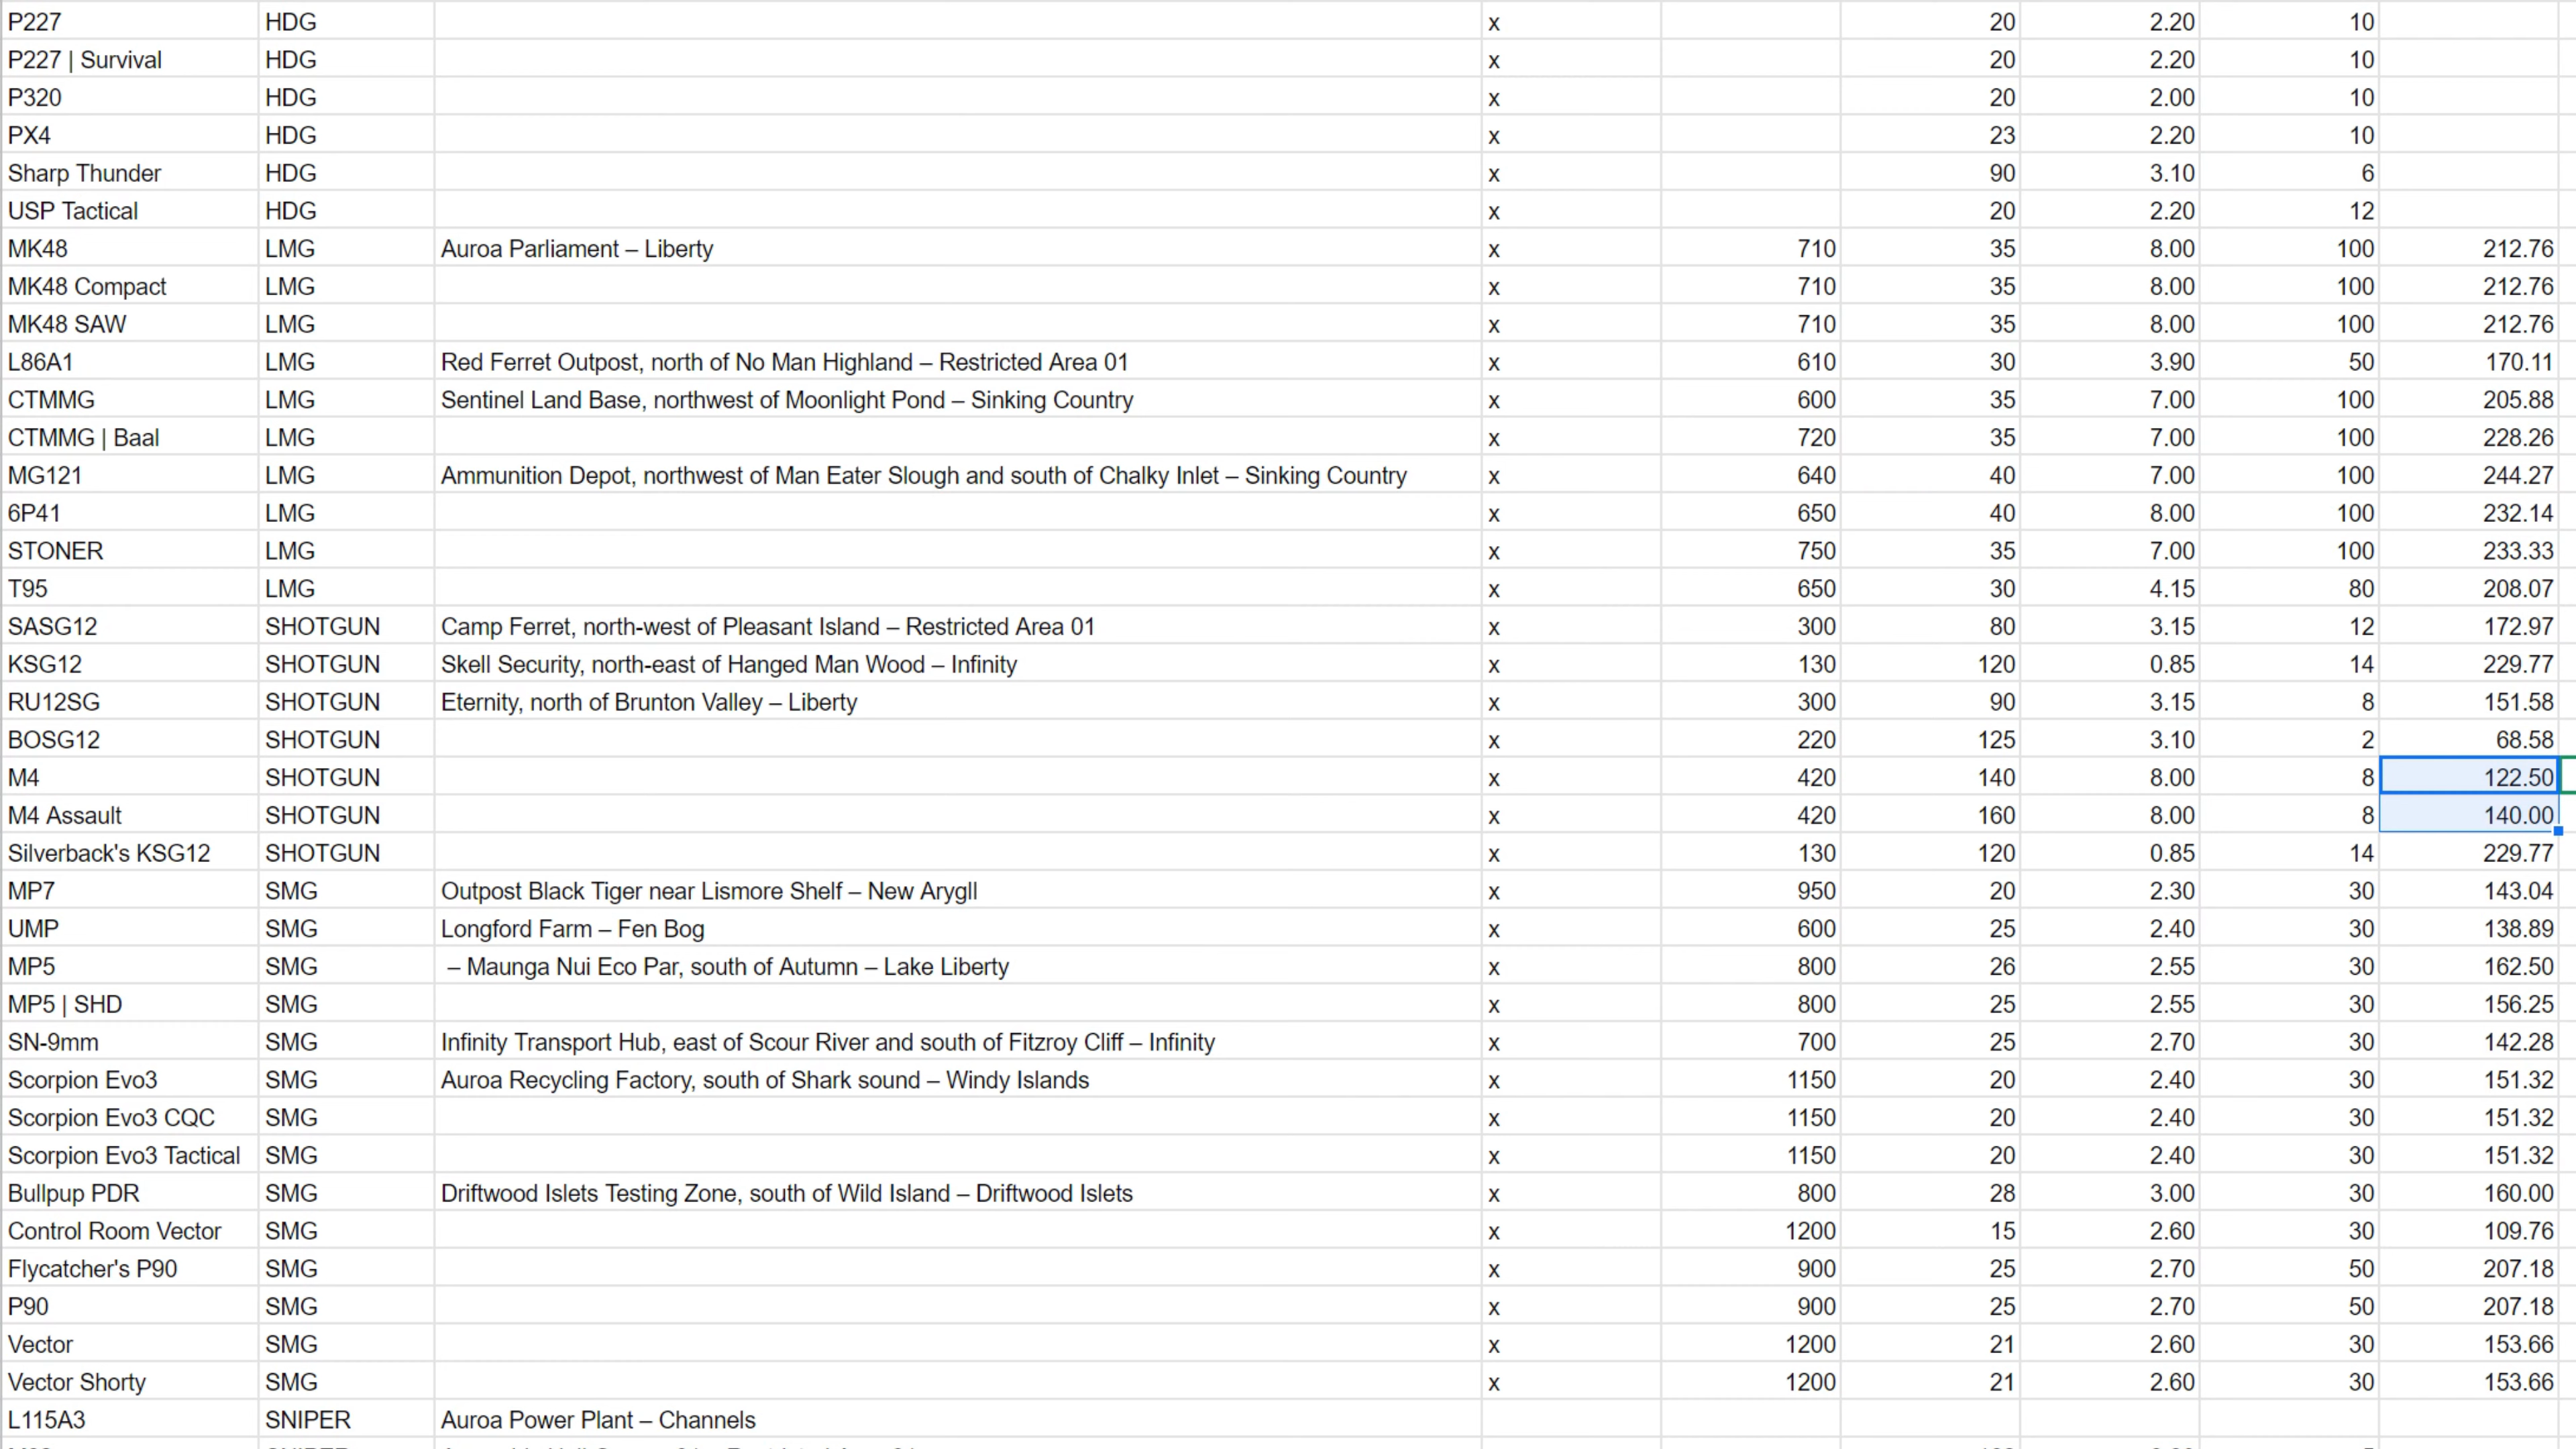 P227 HDG x 20 2.20 10
P227 | Survival HDG x 20 2.20 10
P320 HDG x 20 2.00 10
PX4 HDG x 23 2.20 10
Sharp Thunder HDG x 90 3.10 6
USP Tactical HDG x 20 2.20 12
MK48 LMG Auroa Parliament – Liberty x 710 35 8.00 100 212.76
MK48 Compact LMG x 710 35 8.00 100 212.76
MK48 SAW LMG x 710 35 8.00 100 212.76
L86A1 LMG Red Ferret Outpost, north of No Man Highland – Restricted Area 01 x 610 30 3.90 50 170.11
CTMMG LMG Sentinel Land Base, northwest of Moonlight Pond – Sinking Country x 600 35 7.00 100 205.88
CTMMG | Baal LMG x 720 35 7.00 100 228.26
MG121 LMG Ammunition Depot, northwest of Man Eater Slough and south of Chalky Inlet – Sinking Country x 640 40 7.00 100 244.27
6P41 LMG x 650 40 8.00 100 232.14
STONER LMG x 750 35 7.00 100 233.33
T95 LMG x 650 30 4.15 80 208.07
SASG12 SHOTGUN Camp Ferret, north-west of Pleasant Island – Restricted Area 01 x 300 80 3.15 12 172.97
KSG12 SHOTGUN Skell Security, north-east of Hanged Man Wood – Infinity x 130 120 0.85 14 229.77
RU12SG SHOTGUN Eternity, north of Brunton Valley – Liberty x 300 90 3.15 8 151.58
BOSG12 SHOTGUN x 220 125 3.10 2 68.58
M4 SHOTGUN x 420 140 8.00 8 122.50
M4 Assault SHOTGUN x 420 160 8.00 8 140.00
Silverback's KSG12 SHOTGUN x 130 120 0.85 14 229.77
MP7 SMG Outpost Black Tiger near Lismore Shelf – New Arygll x 950 20 2.30 30 143.04
UMP SMG Longford Farm – Fen Bog x 600 25 2.40 30 138.89
MP5 SMG – Maunga Nui Eco Par, south of Autumn – Lake Liberty x 800 26 2.55 30 162.50
MP5 | SHD SMG x 800 25 2.55 30 156.25
SN-9mm SMG Infinity Transport Hub, east of Scour River and south of Fitzroy Cliff – Infinity x 700 25 2.70 30 142.28
Scorpion Evo3 SMG Auroa Recycling Factory, south of Shark sound – Windy Islands x 1150 20 2.40 30 151.32
Scorpion Evo3 CQC SMG x 1150 20 2.40 30 151.32
Scorpion Evo3 Tactical SMG x 1150 20 2.40 30 151.32
Bullpup PDR SMG Driftwood Islets Testing Zone, south of Wild Island – Driftwood Islets x 800 28 3.00 30 160.00
Control Room Vector SMG x 1200 15 2.60 30 109.76
Flycatcher's P90 SMG x 900 25 2.70 50 207.18
P90 SMG x 900 25 2.70 50 207.18
Vector SMG x 1200 21 2.60 30 153.66
Vector Shorty SMG x 1200 21 2.60 30 153.66
L115A3 SNIPER Auroa Power Plant – Channels